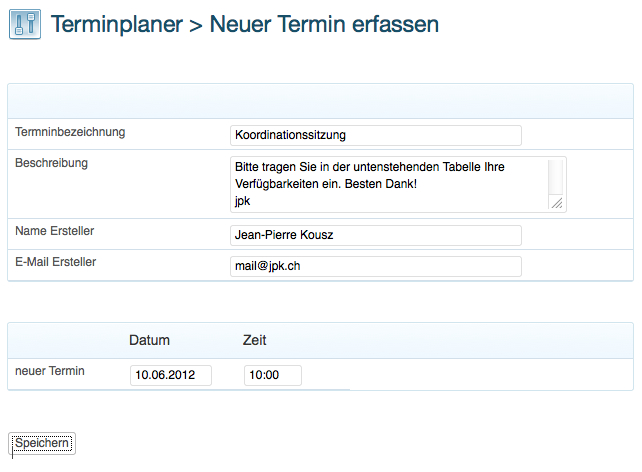 Terminplaner > Neuer Termin erfassen
Termninbezeichnung
Koordinationssitzung
Beschreibung
Bitte tragen Sie in der untenstehenden Tabelle Ihre
Verfügbarkeiten ein. Besten Dank!
jpk
Name Ersteller
Jean-Pierre Kousz
E-Mail Ersteller
mail@jpk.ch
Datum Zeit
neuer Termin 10.06.2012 10:00
Speichern